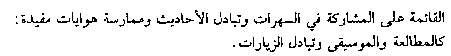 القائمة على المشاركة في السهرات وتبادل الأحاديث وممارسة هوايات مفيدة:
كالمطالعة والموسيقى وتبادل الزيارات.